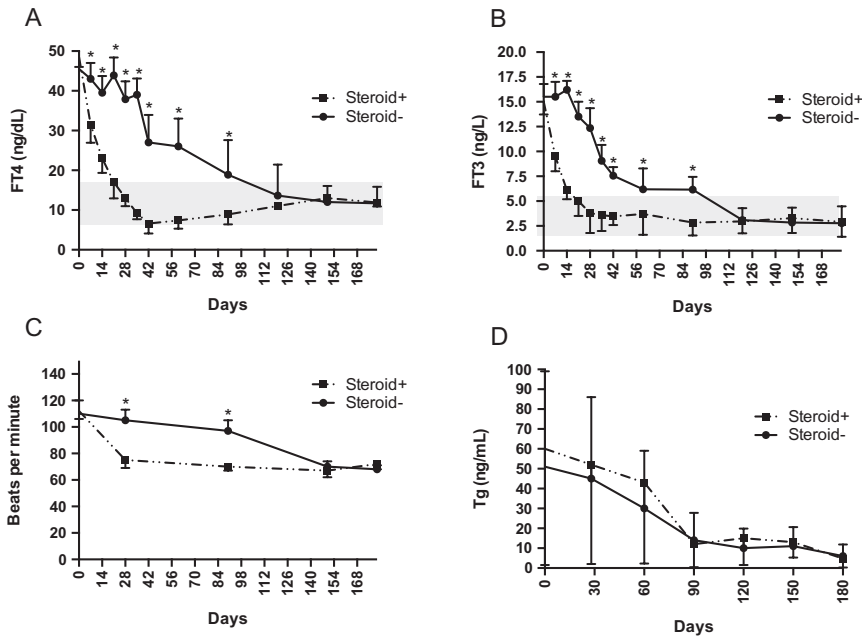 A
50
40
30
20
10
0
FT4 (ng/dL)
* * * * * * * *
Steroid+
Steroid-
0 14 28 42 56 70 84 98 112 126 140 154 168
Days
B
20.0
17.5
15.0
12.5
10.0
7.5
5.0
2.5
0.0
FT3 (ng/L)
* * * * * * * *
Steroid+
Steroid-
0 14 28 42 56 70 84 98 112 126 140 154 168
Days
C
140
120
100
80
60
40
20
0
Beats per minute
* *
Steroid+
Steroid-
0 14 28 42 56 70 84 98 112 126 140 154 168
Days
D
100
90
80
70
60
50
40
30
20
10
0
Tg (ng/mL)
Steroid+
Steroid-
0 30 60 90 120 150 180
Days